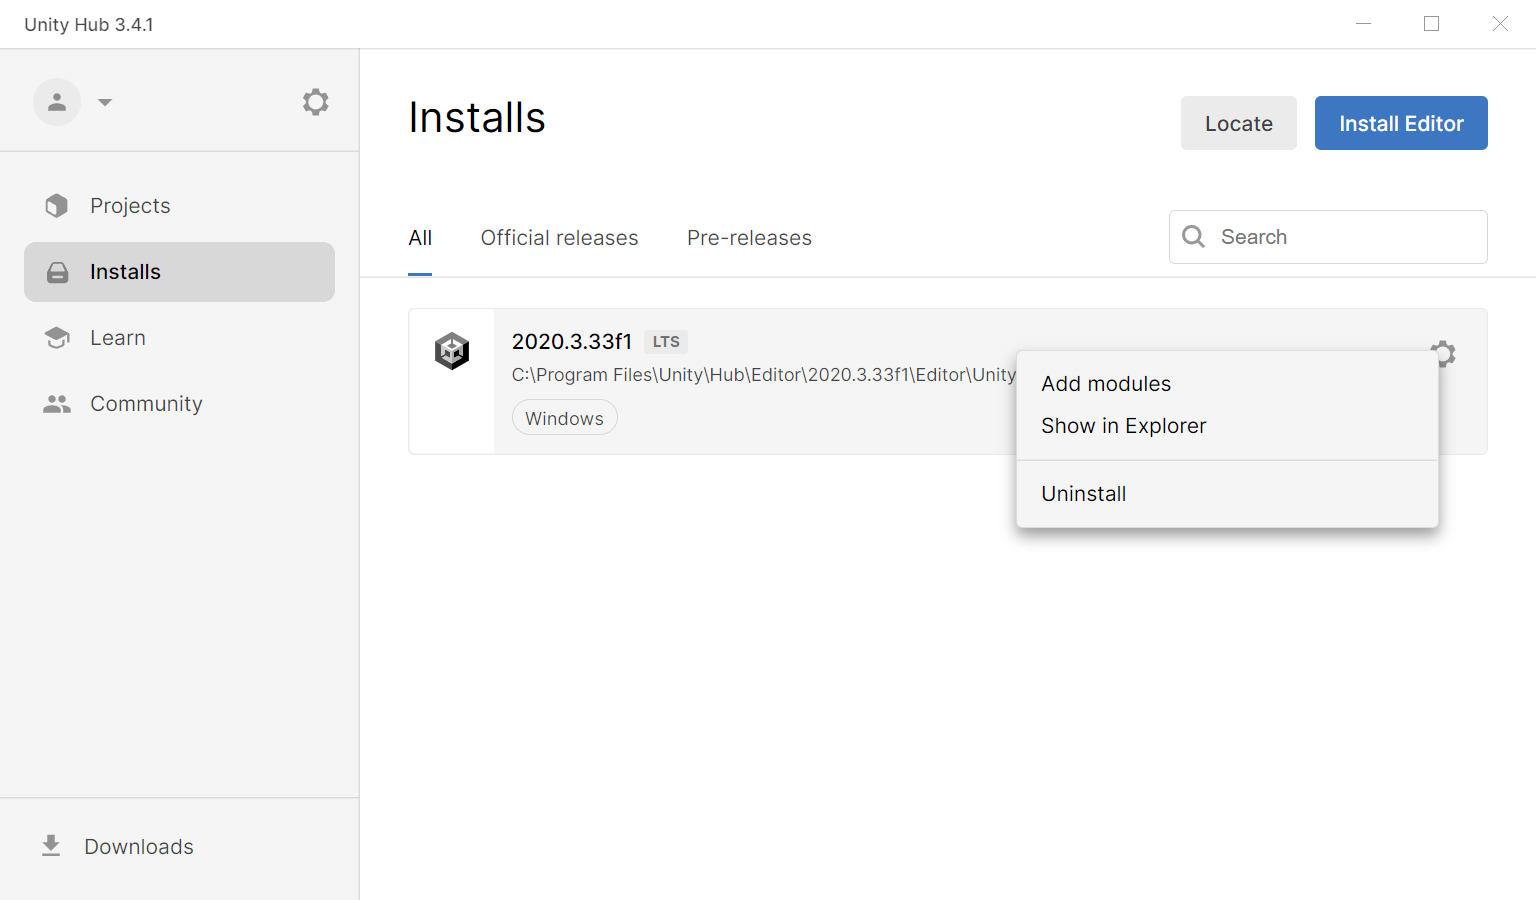 Unity Hub 3.4.1
Installs
Locate
Install Editor
Projects
Installs
Learn
Community
All
Official releases
Pre-releases
Search
2020.3.33f1
LTS
C:\Program Files\Unity\Hub\Editor\2020.3.33f1\Editor\Unity
Windows
Add modules
Show in Explorer
Uninstall
Downloads